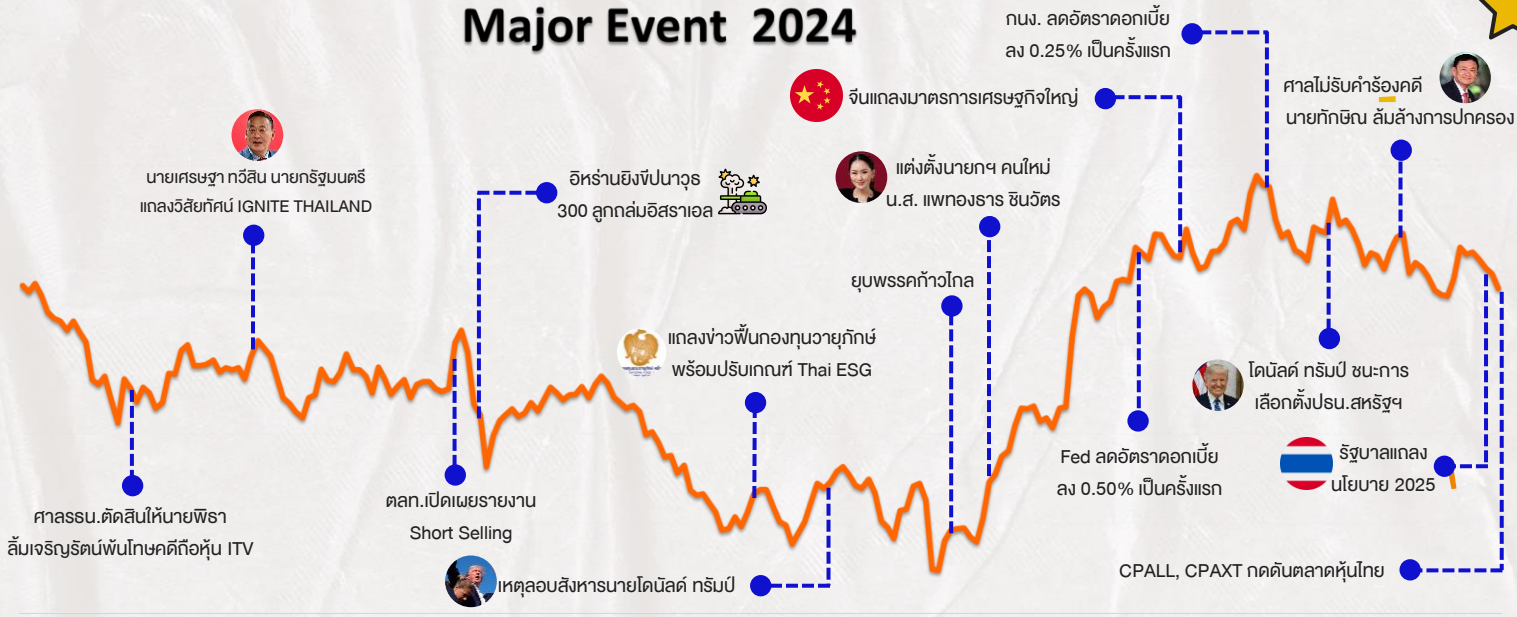 Major Event 2024
กนง. ลดอัตราดอกเบี้ย
ลง 0.25% เป็นครั้งแรก
จีนแถลงมาตรการเศรษฐกิจใหญ่
ศาลไม่รับคำร้องคดี
นายทักษิณ ล้มล้างการปกครอง
นายเศรษฐา ทวีสิน นายกรัฐมนตรี
แถลงวิสัยทัศน์ IGNITE THAILAND
อิหร่านยิงขีปนาวุธ
300 ลูกถล่มอิสราเอล
แต่งตั้งนายกฯ คนใหม่
น.ส. แพทองธาร ชินวัตร
ยุบพรรคก้าวไกล
แถลงข่าวฟื้นกองทุนวายุภักษ์
พร้อมปรับเกณฑ์ Thai ESG
โดนัลด์ ทรัมป์ ชนะการ
เลือกตั้งปธน.สหรัฐฯ
Fed ลดอัตราดอกเบี้ย
ลง 0.50% เป็นครั้งแรก
รัฐบาลแถลง
นโยบาย 2025
ตลท.เปิดเผยรายงาน
Short Selling
ศาลรธน.ตัดสินให้นายพิธา
ลิ้มเจริญรัตน์พ้นโทษคดีถือหุ้น ITV
เหตุลอบสังหารนายโดนัลด์ ทรัมป์
CPALL, CPAXT กดดันตลาดหุ้นไทย